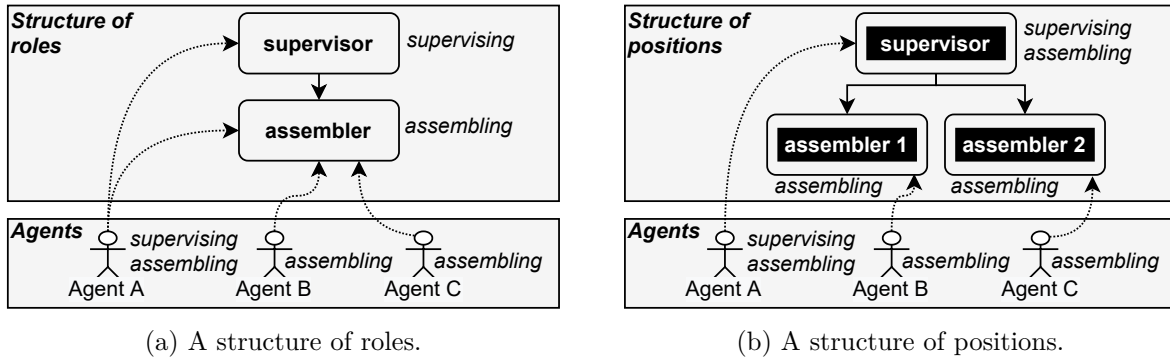 Structure of
roles
supervisor
supervising
assembler
assembling
Agents
supervising
assembling
assembling
assembling
Agent A
Agent B
Agent C
(a) A structure of roles.
Structure of
positions
supervisor
supervising
assembling
assembler 1
assembler 2
assembling
assembling
Agents
supervising
assembling
assembling
assembling
Agent A
Agent B
Agent C
(b) A structure of positions.